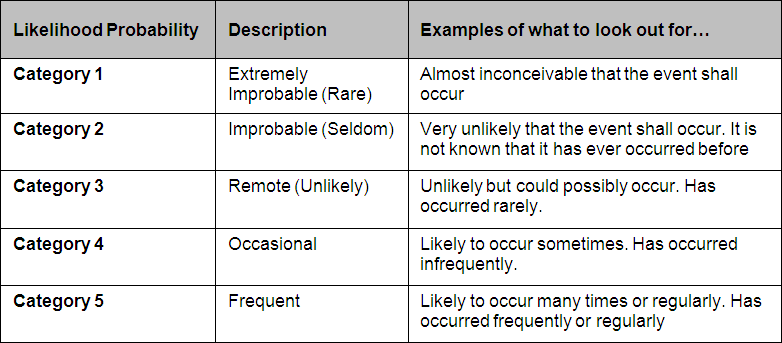 Likelihood Probability
Description
Examples of what to look out for…
Category 1
Extremely
Improbable (Rare)
Almost inconceivable that the event shall
occur
Category 2
Improbable (Seldom)
Very unlikely that the event shall occur. It is
not known that it has ever occurred before
Category 3
Remote (Unlikely)
Unlikely but could possibly occur. Has
occurred rarely.
Category 4
Occasional
Likely to occur sometimes. Has occurred
infrequently.
Category 5
Frequent
Likely to occur many times or regularly. Has
occurred frequently or regularly